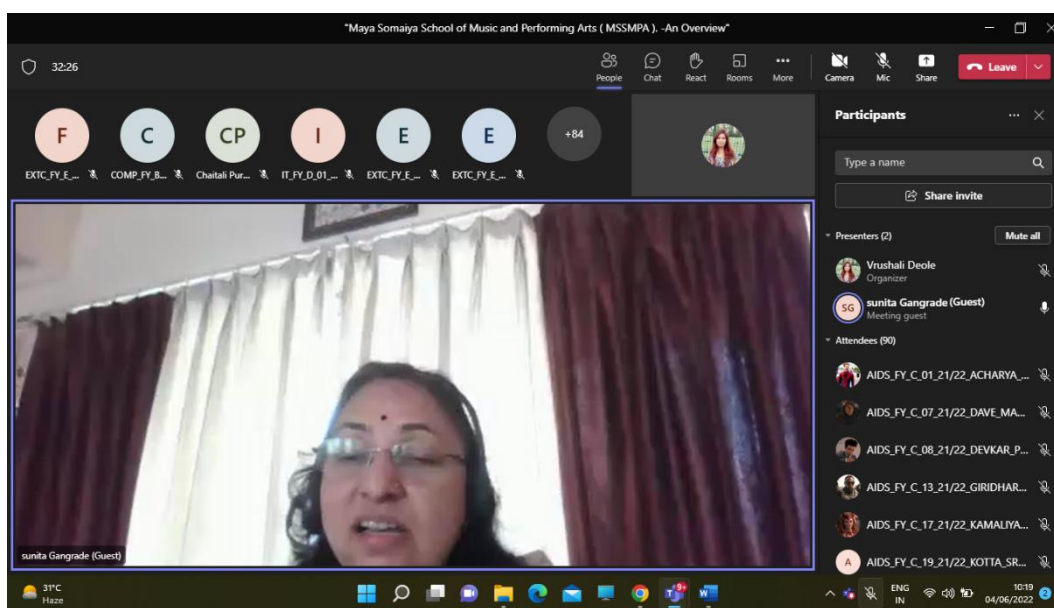 "Maya Somaiya School of Music and Performing Arts ( MSSMPA ). -An Overview"
32:26
People
Chat
React
Rooms
More
Camera
Mic
Share
Leave
F
C
CP
I
E
E
+84
EXTC_FY_E_...
COMP_FY_B...
Chaitali Pur...
IT_FY_D_01_...
EXTC_FY_E_...
EXTC_FY_E_...
Participants
Type a name
Share invite
Presenters (2)
Mute all
Vrushali Deole
Organizer
SG
sunita Gangrade (Guest)
Meeting guest
Attendees (90)
AIDS_FY_C_01_21/22_ACHARYA_...
AIDS_FY_C_07_21/22_DAVE_MA...
AIDS_FY_C_08_21/22_DEVKAR_P...
AIDS_FY_C_13_21/22_GIRIDHAR...
AIDS_FY_C_17_21/22_KAMALIYA...
A
AIDS_FY_C_19_21/22_KOTTA_SR...
sunita Gangrade (Guest)
31°C
Haze
ENG
IN
10:19
04/06/2022
2